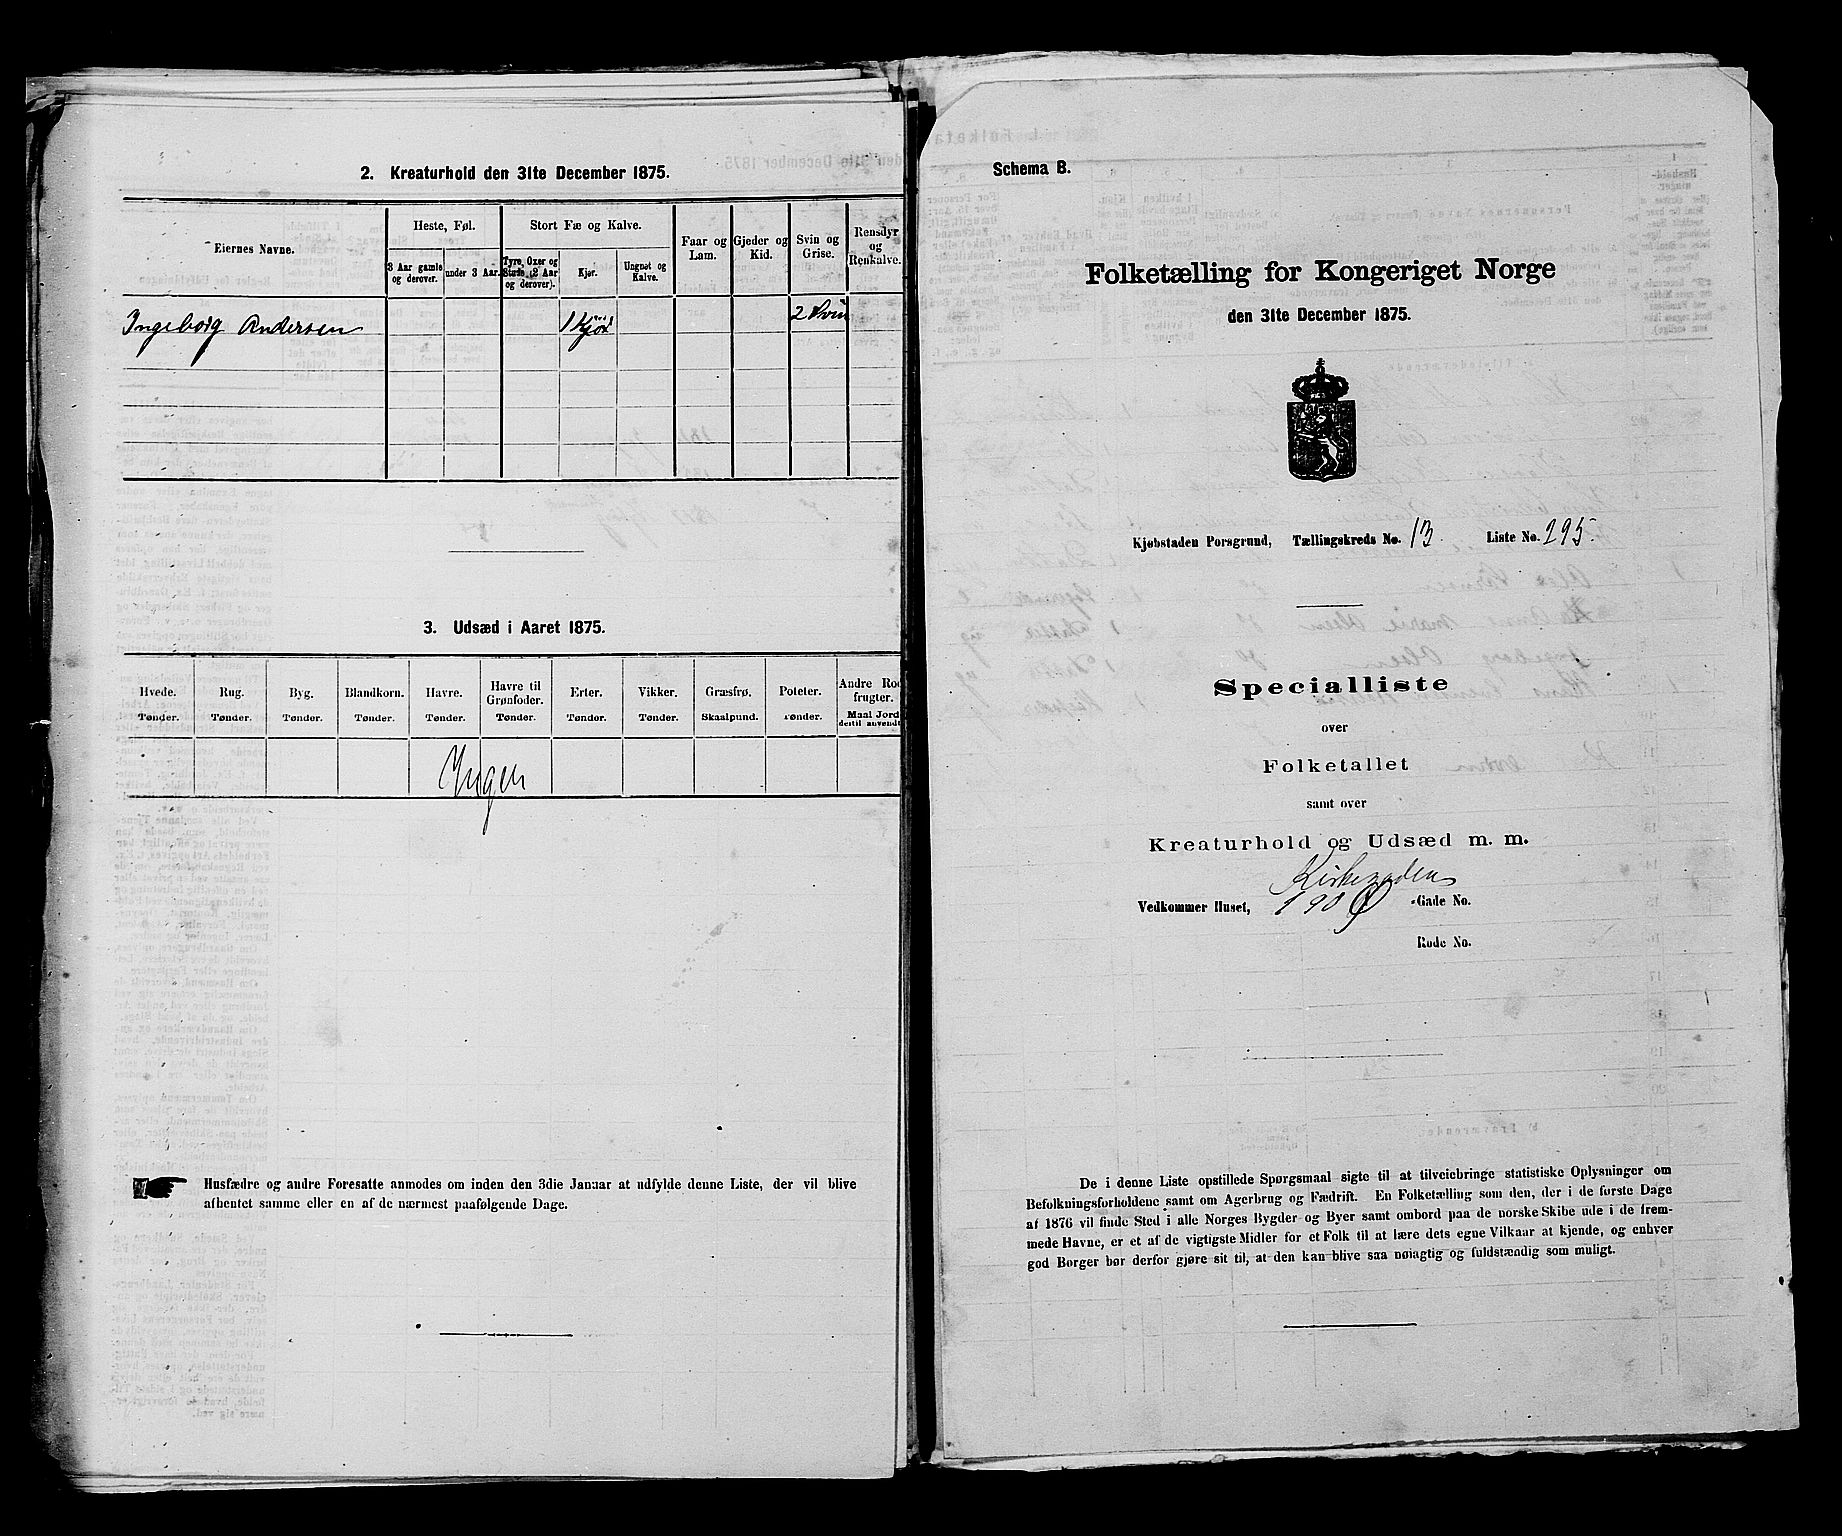 2. Kreaturhold den 31te December 1875.
Eiernes Navne.
Heste, Føl.
3 Aar gamle og derover.
under 3 Aar.
Stort Fæ og Kalve.
Tyre, Oxer og Stude (2 Aar og derover).
Kjør.
Ungnøt og Kalve.
Faar og Lam.
Gjeder og Kid.
Svin og Grise.
Rensdyr og Renkalve.
Ingeborg Andersen
1 Kjør
2 Svin
3. Udsæd i Aaret 1875.
Hvede. Tønder.
Rug. Tønder.
Byg. Tønder.
Blandkorn. Tønder.
Havre. Tønder.
Havre til Grønfoder. Tønder.
Erter. Tønder.
Vikker. Tønder.
Græsfrø. Skaalpund.
Poteter. Tønder.
Andre Rod frugter. Maal Jord dertil anvendt
Ingen
Husfædre og andre Foresatte anmodes om inden den 3die Januar at udfylde denne Liste, der vil blive
afhentet samme eller en af de nærmest paafølgende Dage.
Schema B.
Folketælling for Kongeriget Norge
den 31te December 1875.
Kjøbstaden Porsgrund, Tællingskreds No. 13. Liste No. 295.
Specialliste
over
Folketallet
samt over
Kreaturhold og Udsæd m. m.
Kirkegaden
Vedkommer Huset, 190 Ø -Gade No.
Rode No.
De i denne Liste opstillede Spørgsmaal sigte til at tilveiebringe statistiske Oplysninger om
Befolkningsforholdene samt om Agerbrug og Fædrift. En Folketælling som den, der i de første Dage
af 1876 vil finde Sted i alle Norges Bygder og Byer samt ombord paa de norske Skibe ude i de frem-
mede Havne, er et af de vigtigste Midler for et Folk til at lære dets egne Vilkaar at kjende, og enhver
god Borger bør derfor gjøre sit til, at den kan blive saa nøiagtig og fuldstændig som muligt.